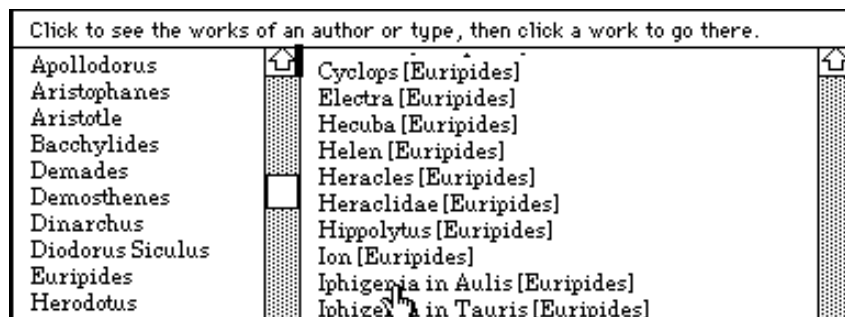 Click to see the works of an author or type, then click a work to go there.
Apollodorus
Aristophanes
Aristotle
Bacchylides
Demades
Demosthenes
Dinarchus
Diodorus Siculus
Euripides
Herodotus
Cyclops [Euripides]
Electra [Euripides]
Hecuba [Euripides]
Helen [Euripides]
Heracles [Euripides]
Heraclidae [Euripides]
Hippolytus [Euripides]
Ion [Euripides]
Iphigenia in Aulis [Euripides]
Iphigenia in Tauris [Euripides]